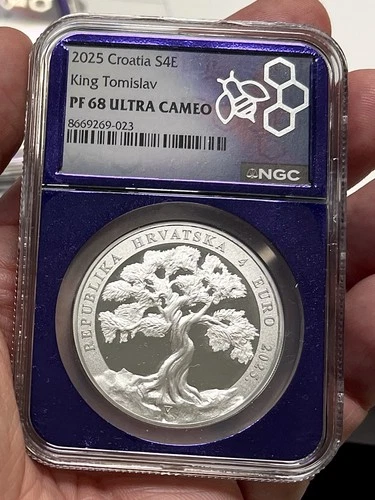 2025 Croatia S4E
King Tomislav
PF 68 ULTRA CAMEO
8669269-023
NGC
REPUBLIKA HRVATSKA 4 EURO 2025.